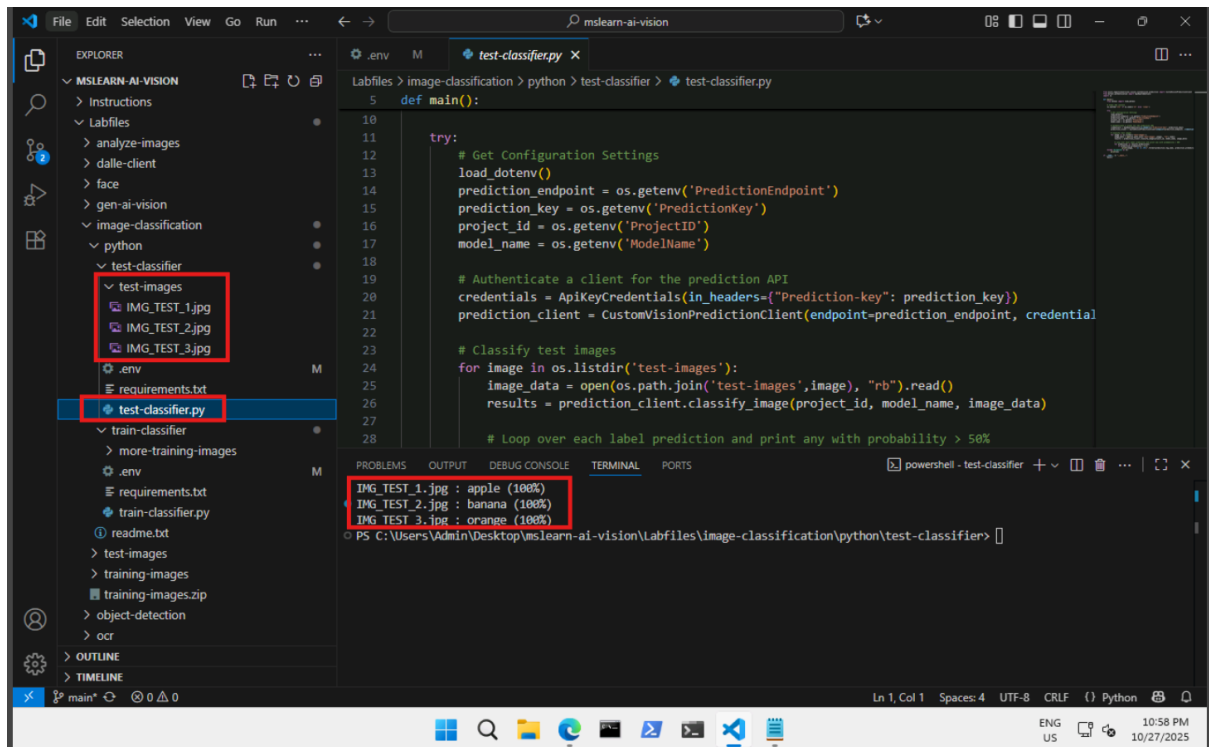 File Edit Selection View Go Run ··· mslearn-ai-vision
EXPLORER
MSLEARN-AI-VISION
Instructions
Labfiles
analyze-images
dalle-client
face
gen-ai-vision
image-classification
python
test-classifier
test-images
IMG_TEST_1.jpg
IMG_TEST_2.jpg
IMG_TEST_3.jpg
.env M
requirements.txt
test-classifier.py
train-classifier
more-training-images
.env M
requirements.txt
train-classifier.py
readme.txt
test-images
training-images
training-images.zip
object-detection
ocr
OUTLINE
TIMELINE
2
.env M test-classifier.py
Labfiles > image-classification > python > test-classifier > test-classifier.py
5 def main():
10
11 try:
12 # Get Configuration Settings
13 load_dotenv()
14 prediction_endpoint = os.getenv('PredictionEndpoint')
15 prediction_key = os.getenv('PredictionKey')
16 project_id = os.getenv('ProjectID')
17 model_name = os.getenv('ModelName')
18
19 # Authenticate a client for the prediction API
20 credentials = ApiKeyCredentials(in_headers={"Prediction-key": prediction_key})
21 prediction_client = CustomVisionPredictionClient(endpoint=prediction_endpoint, credential
22
23 # Classify test images
24 for image in os.listdir('test-images'):
25 image_data = open(os.path.join('test-images',image), "rb").read()
26 results = prediction_client.classify_image(project_id, model_name, image_data)
27
28 # Loop over each label prediction and print any with probability > 50%
PROBLEMS OUTPUT DEBUG CONSOLE TERMINAL PORTS powershell - test-classifier
IMG_TEST_1.jpg : apple (100%)
IMG_TEST_2.jpg : banana (100%)
IMG_TEST_3.jpg : orange (100%)
PS C:\Users\Admin\Desktop\mslearn-ai-vision\Labfiles\image-classification\python\test-classifier>
main* 0 0 Ln 1, Col 1 Spaces: 4 UTF-8 CRLF {} Python
ENG 10:58 PM
US 10/27/2025